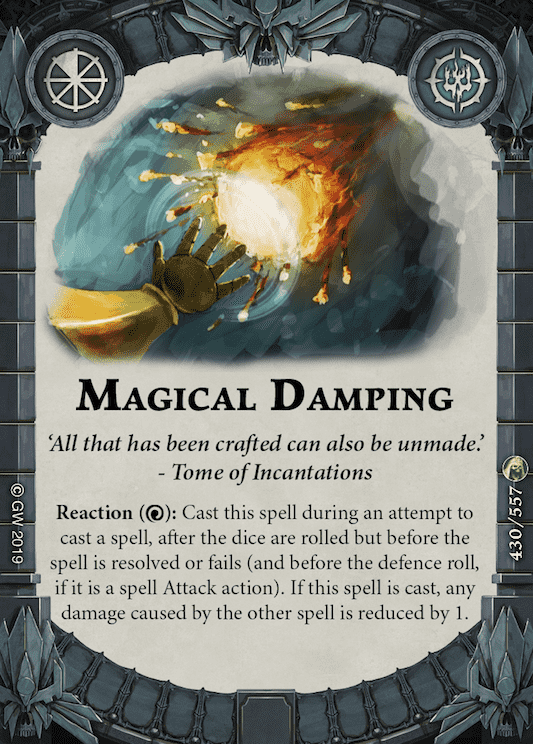 MAGICAL DAMPING
‘All that has been crafted can also be unmade.’
- Tome of Incantations
Reaction (): Cast this spell during an attempt to
cast a spell, after the dice are rolled but before the
spell is resolved or fails (and before the defence roll,
if it is a spell Attack action). If this spell is cast, any
damage caused by the other spell is reduced by 1.
© GW 2019
430/557